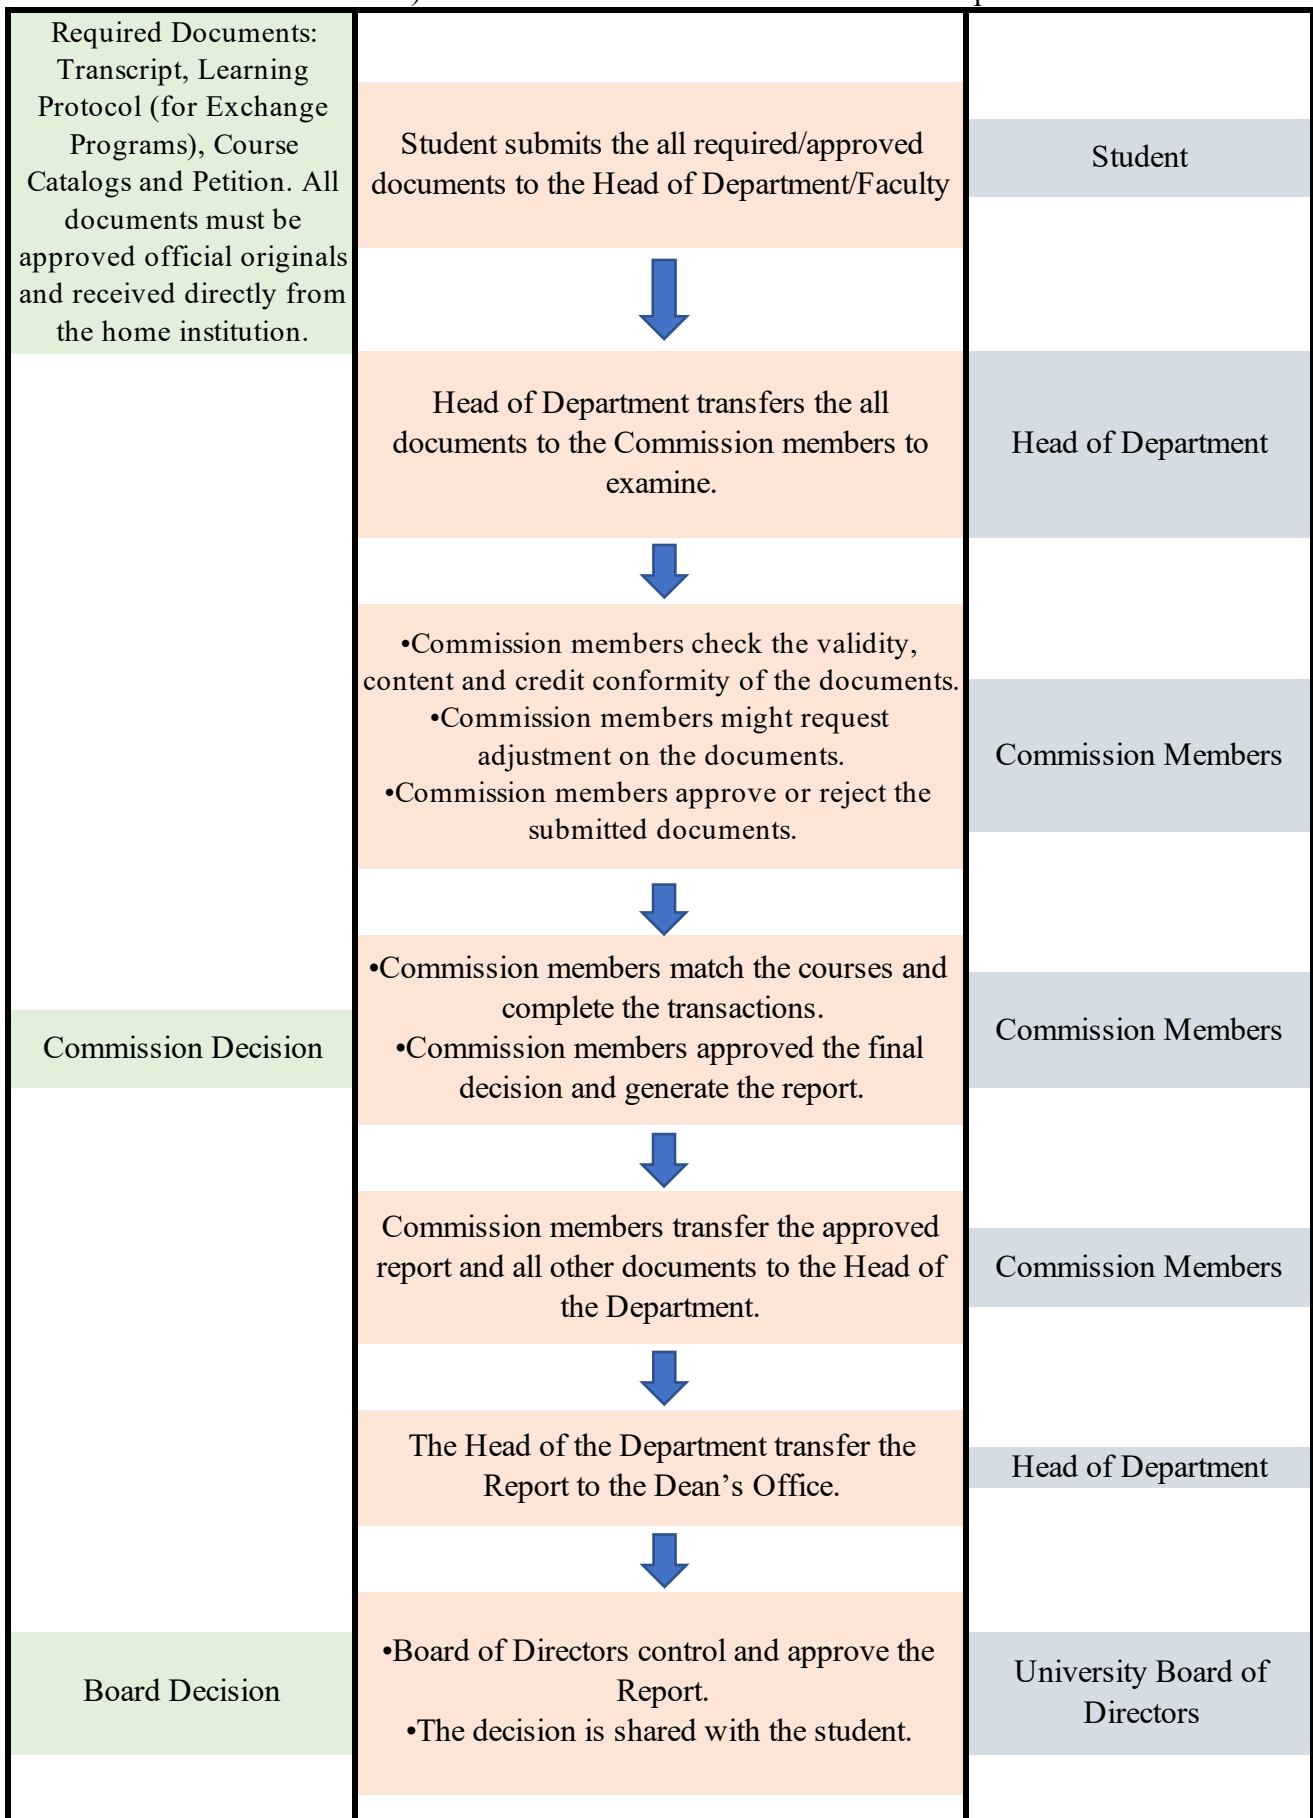 Required Documents:
Transcript, Learning
Protocol (for Exchange
Programs), Course
Catalogs and Petition. All
documents must be
approved official originals
and received directly from
the home institution.
Student submits the all required/approved
documents to the Head of Department/Faculty
Student
Head of Department transfers the all
documents to the Commission members to
examine.
Head of Department
•Commission members check the validity,
content and credit conformity of the documents.
•Commission members might request
adjustment on the documents.
•Commission members approve or reject the
submitted documents.
Commission Members
Commission Decision
•Commission members match the courses and
complete the transactions.
•Commission members approved the final
decision and generate the report.
Commission Members
Commission members transfer the approved
report and all other documents to the Head of
the Department.
Commission Members
The Head of the Department transfer the
Report to the Dean’s Office.
Head of Department
Board Decision
•Board of Directors control and approve the
Report.
•The decision is shared with the student.
University Board of
Directors